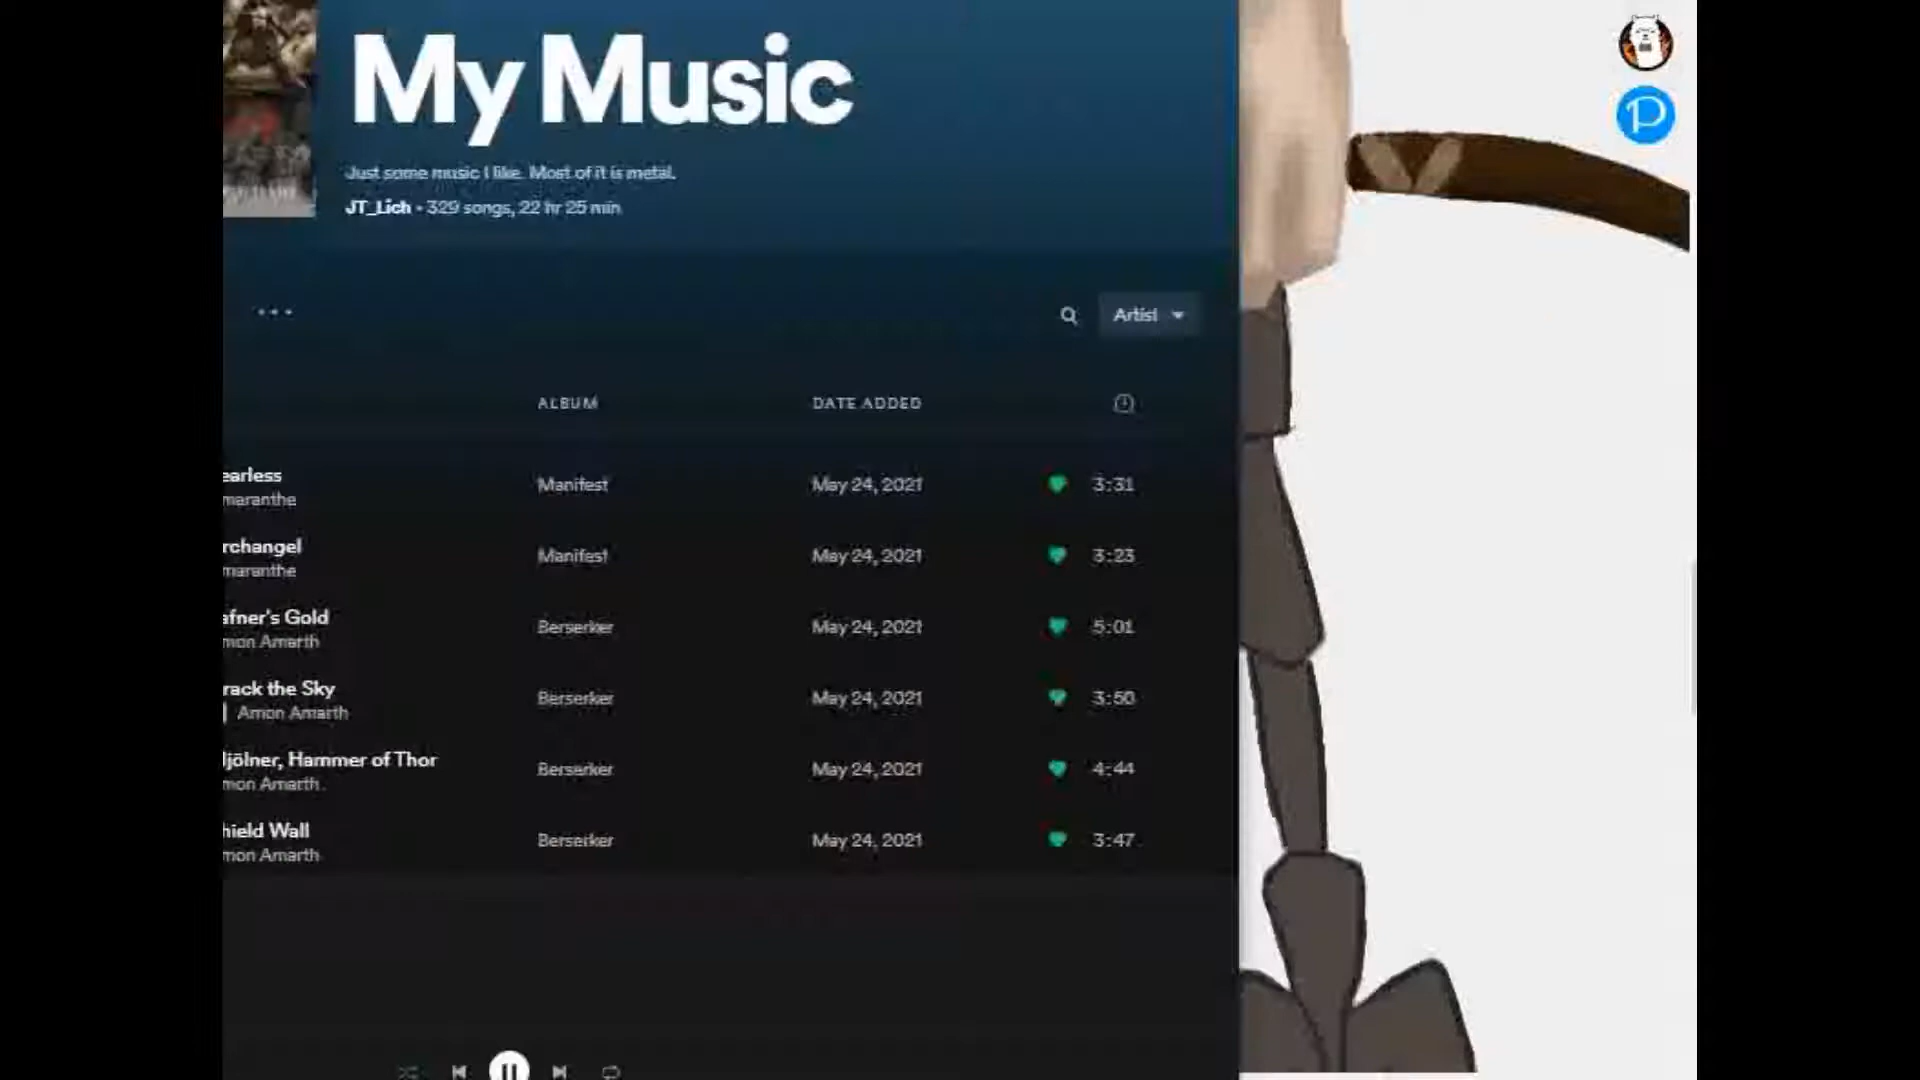 My Music
Just some music I like. Most of it is metal.
JT_Lich • 329 songs, 22 hr 25 min
Artist
ALBUM DATE ADDED
earless
maranthe
Manifest May 24, 2021 3:31
rchangel
maranthe
Manifest May 24, 2021 3:23
afner's Gold
mon Amarth
Berserker May 24, 2021 5:01
rack the Sky
Amon Amarth
Berserker May 24, 2021 3:50
jölner, Hammer of Thor
mon Amarth
Berserker May 24, 2021 4:44
hield Wall
mon Amarth
Berserker May 24, 2021 3:47